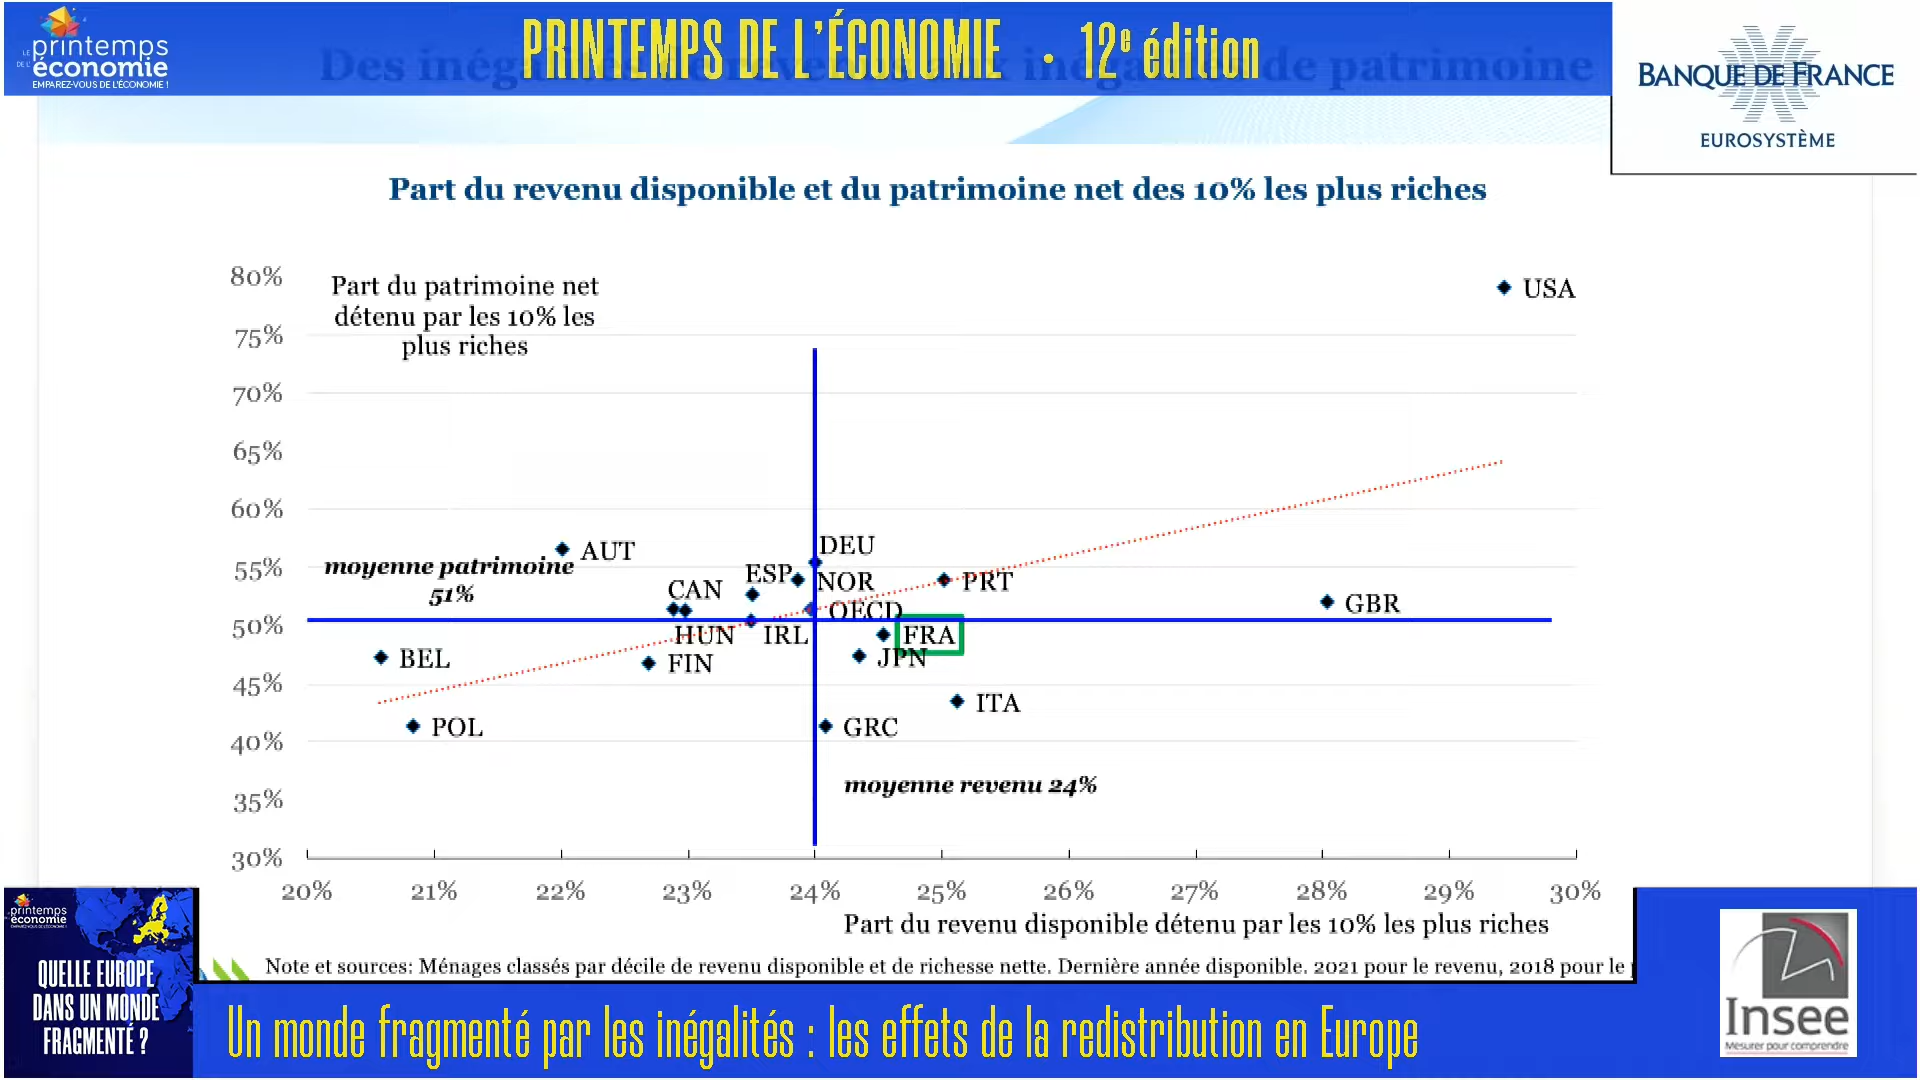 LE printemps
DE L' économie
EMPAREZ-VOUS DE L'ÉCONOMIE !
PRINTEMPS DE L'ÉCONOMIE • 12e édition
de patrimoine
BANQUE DE FRANCE
EUROSYSTÈME
Part du revenu disponible et du patrimoine net des 10% les plus riches
Part du patrimoine net
détenu par les 10% les
plus riches
80%
75%
70%
65%
60%
55%
50%
45%
40%
35%
30%
USA
DEU
AUT
moyenne patrimoine
51%
ESP
NOR
PRT
CAN
OECD
GBR
HUN
IRL
FRA
BEL
FIN
JPN
ITA
POL
GRC
moyenne revenu 24%
20% 21% 22% 23% 24% 25% 26% 27% 28% 29% 30%
Part du revenu disponible détenu par les 10% les plus riches
Note et sources: Ménages classés par décile de revenu disponible et de richesse nette. Dernière année disponible. 2021 pour le revenu, 2018 pour le
printemps
économie
QUELLE EUROPE
DANS UN MONDE
FRAGMENTÉ ?
Un monde fragmenté par les inégalités : les effets de la redistribution en Europe
Insee
Mesurer pour comprendre